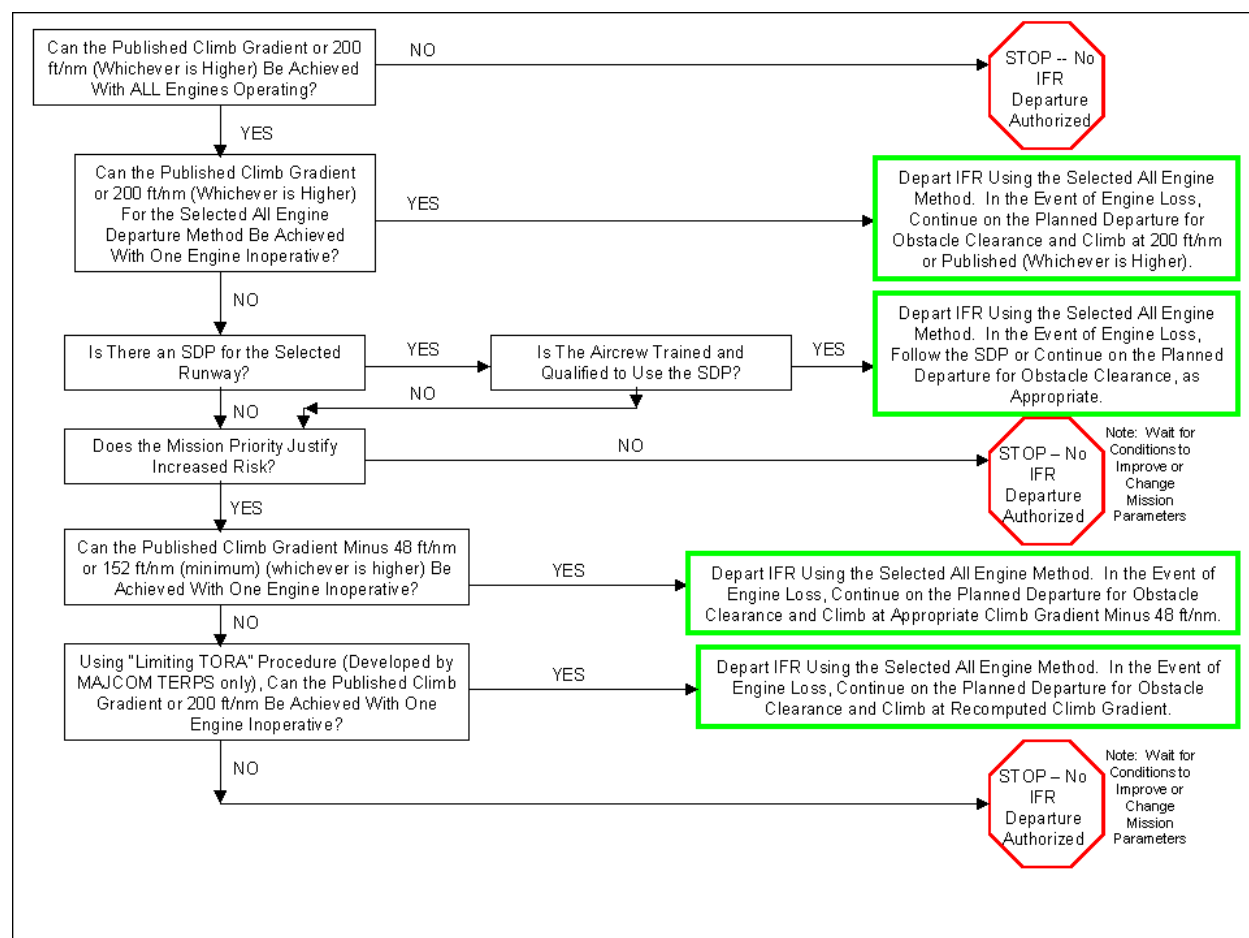 Can the Published Climb Gradient or 200
ft/nm (Whichever is Higher) Be Achieved
With ALL Engines Operating?
NO
STOP -- No
IFR
Departure
Authorized
YES
Can the Published Climb Gradient
or 200 ft/nm (Whichever is Higher)
For the Selected All Engine
Departure Method Be Achieved
With One Engine Inoperative?
YES
Depart IFR Using the Selected All Engine
Method. In the Event of Engine Loss,
Continue on the Planned Departure for
Obstacle Clearance and Climb at 200 ft/nm
or Published (Whichever is Higher).
NO
Is There an SDP for the Selected
Runway?
YES
Is The Aircrew Trained and
Qualified to Use the SDP?
YES
Depart IFR Using the Selected All Engine
Method. In the Event of Engine Loss,
Follow the SDP or Continue on the Planned
Departure for Obstacle Clearance, as
Appropriate.
NO
NO
Does the Mission Priority Justify
Increased Risk?
NO
STOP – No
IFR
Departure
Authorized
Note: Wait for
Conditions to
Improve or
Change
Mission
Parameters
YES
Can the Published Climb Gradient Minus 48 ft/nm
or 152 ft/nm (minimum) (whichever is higher) Be
Achieved With One Engine Inoperative?
YES
Depart IFR Using the Selected All Engine Method. In the Event of
Engine Loss, Continue on the Planned Departure for Obstacle
Clearance and Climb at Appropriate Climb Gradient Minus 48 ft/nm.
NO
Using "Limiting TORA" Procedure (Developed by
MAJCOM TERPS only), Can the Published Climb
Gradient or 200 ft/nm Be Achieved With One
Engine Inoperative?
YES
Depart IFR Using the Selected All Engine Method. In the Event of
Engine Loss, Continue on the Planned Departure for Obstacle
Clearance and Climb at Recomputed Climb Gradient.
NO
STOP – No
IFR
Departure
Authorized
Note: Wait for
Conditions to
Improve or
Change
Mission
Parameters